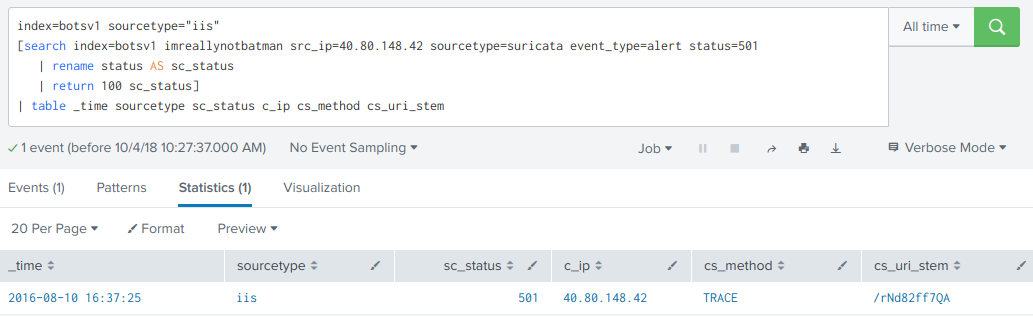 index=botsv1 sourcetype="iis"
[search index=botsv1 imreallynotbatman src_ip=40.80.148.42 sourcetype=suricata event_type=alert status=501
| rename status AS sc_status
| return 100 sc_status]
| table _time sourcetype sc_status c_ip cs_method cs_uri_stem
All time
1 event (before 10/4/18 10:27:37.000 AM) No Event Sampling Job Verbose Mode
Events (1) Patterns Statistics (1) Visualization
20 Per Page Format Preview
_time sourcetype sc_status c_ip cs_method cs_uri_stem
2016-08-10 16:37:25 iis 501 40.80.148.42 TRACE /rNd82ff7QA